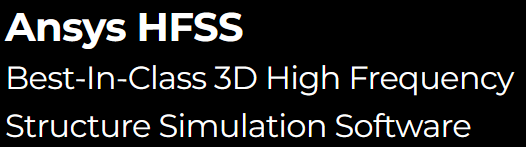 Ansys HFSS
Best-In-Class 3D High Frequency
Structure Simulation Software